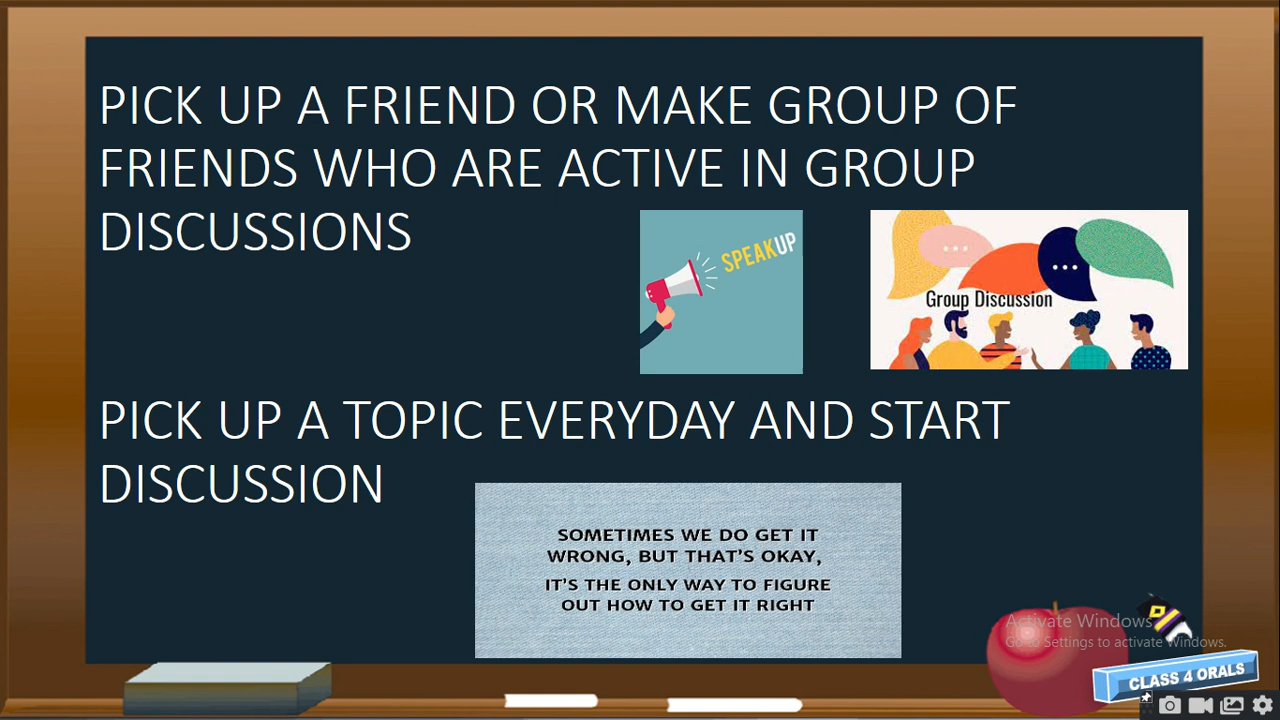 PICK UP A FRIEND OR MAKE GROUP OF
FRIENDS WHO ARE ACTIVE IN GROUP
DISCUSSIONS
SPEAKUP
Group Discussion
PICK UP A TOPIC EVERYDAY AND START
DISCUSSION
SOMETIMES WE DO GET IT
WRONG, BUT THAT'S OKAY,
IT'S THE ONLY WAY TO FIGURE
OUT HOW TO GET IT RIGHT
Activate Windows
Go to Settings to activate Windows.
CLASS 4 ORALS